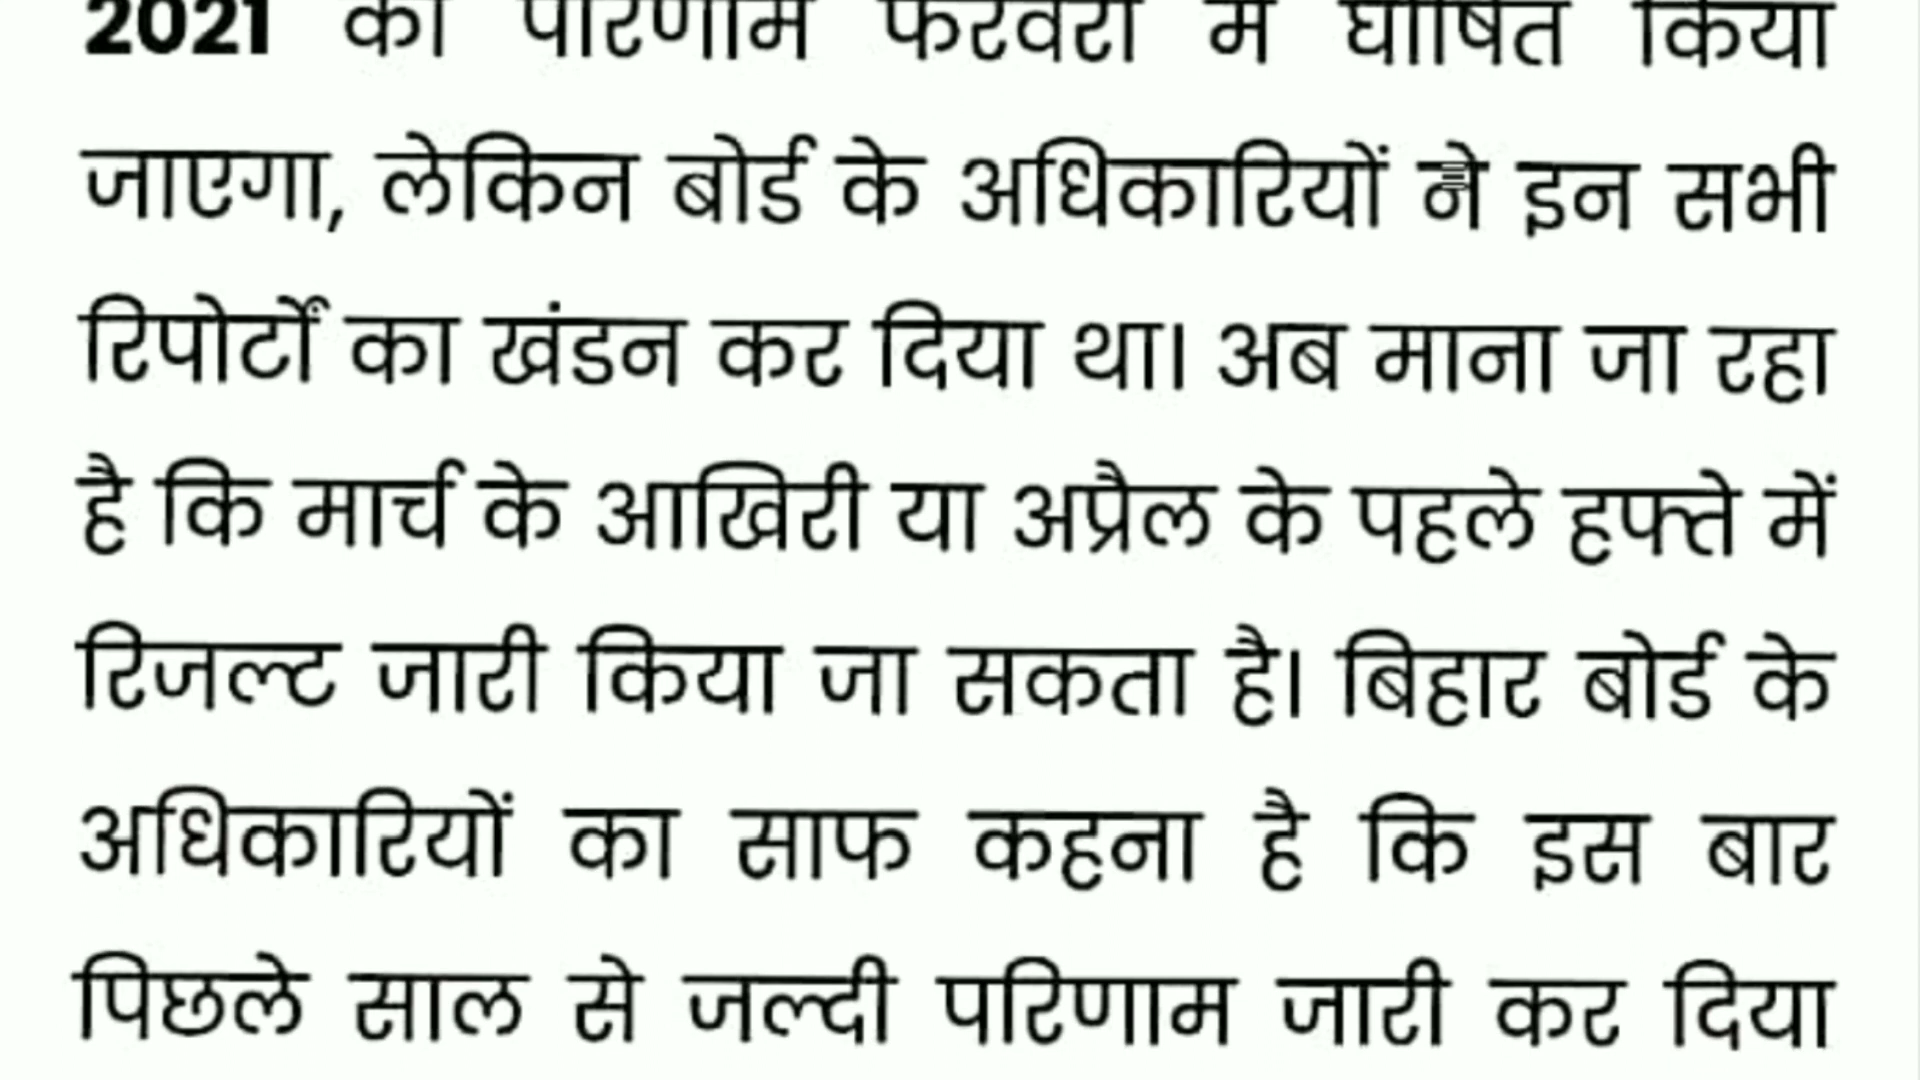 2021 का परिणाम फरवरी में घोषित किया
जाएगा, लेकिन बोर्ड के अधिकारियों ने इन सभी
रिपोर्टों का खंडन कर दिया था। अब माना जा रहा
है कि मार्च के आखिरी या अप्रैल के पहले हफ्ते में
रिजल्ट जारी किया जा सकता है। बिहार बोर्ड के
अधिकारियों का साफ कहना है कि इस बार
पिछले साल से जल्दी परिणाम जारी कर दिया